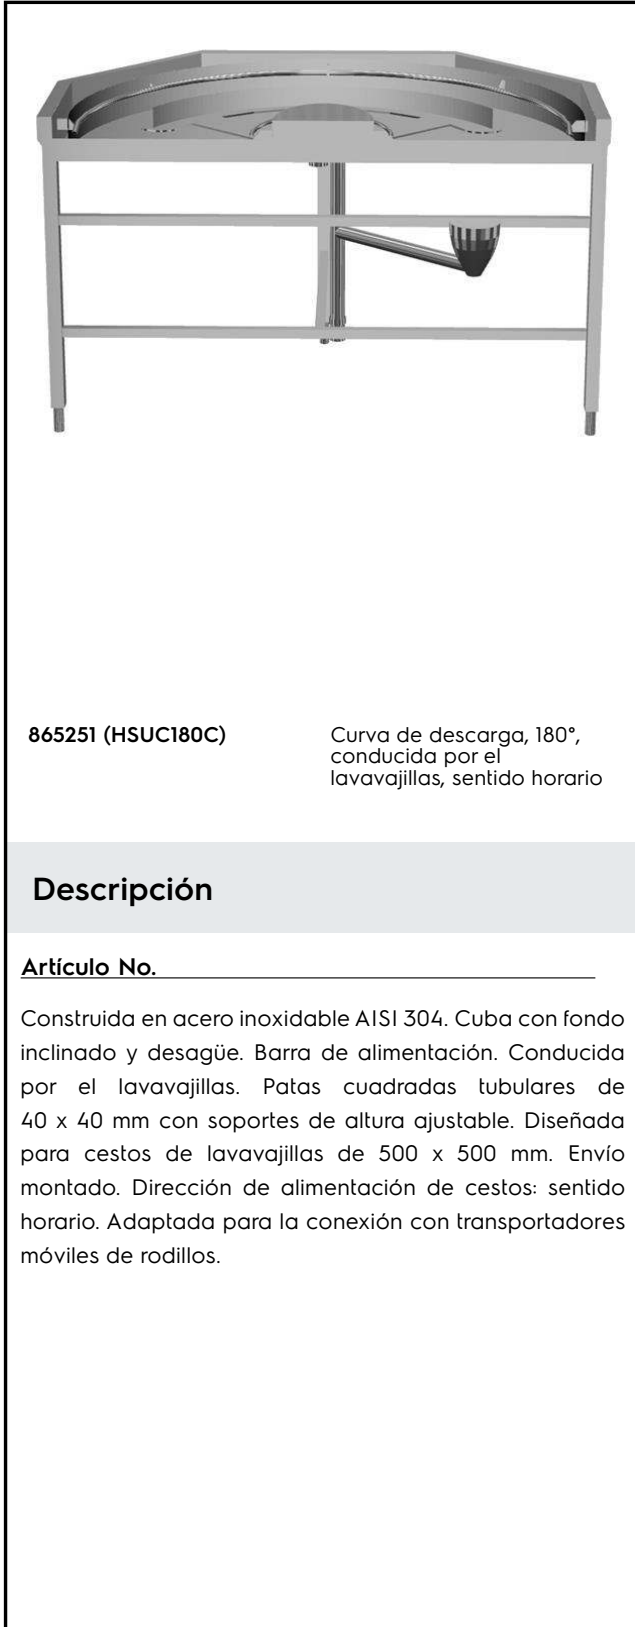 865251 (HSUC180C)
Curva de descarga, 180°,
conducida por el
lavavajillas, sentido horario
Descripción
Artículo No.
Construida en acero inoxidable AISI 304. Cuba con fondo
inclinado y desagüe. Barra de alimentación. Conducida
por el lavavajillas. Patas cuadradas tubulares de
40 x 40 mm con soportes de altura ajustable. Diseñada
para cestos de lavavajillas de 500 x 500 mm. Envío
montado. Dirección de alimentación de cestos: sentido
horario. Adaptada para la conexión con transportadores
móviles de rodillos.